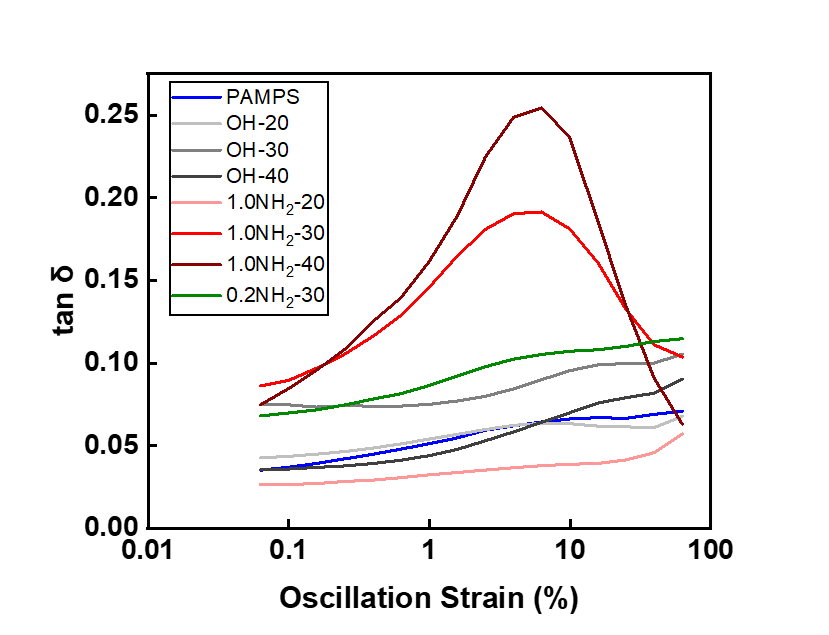 PAMPS
OH-20
OH-30
OH-40
1.0NH₂-20
1.0NH₂-30
1.0NH₂-40
0.2NH₂-30
0.25
0.20
0.15
0.10
0.05
0.00
tan δ
0.01 0.1 1 10 100
Oscillation Strain (%)